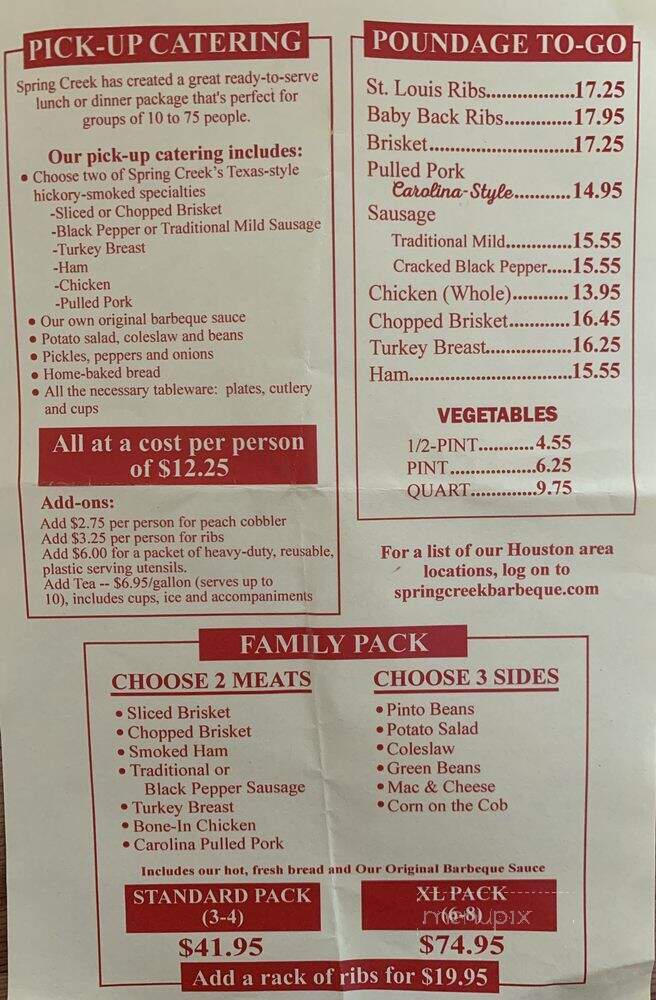 PICK-UP CATERING
Spring Creek has created a great ready-to-serve
lunch or dinner package that's perfect for
groups of 10 to 75 people.
Our pick-up catering includes:
• Choose two of Spring Creek's Texas-style
hickory-smoked specialties
-Sliced or Chopped Brisket
-Black Pepper or Traditional Mild Sausage
-Turkey Breast
-Ham
-Chicken
-Pulled Pork
• Our own original barbeque sauce
• Potato salad, coleslaw and beans
• Pickles, peppers and onions
• Home-baked bread
• All the necessary tableware: plates, cutlery
and cups
All at a cost per person
of $12.25
Add-ons:
Add $2.75 per person for peach cobbler
Add $3.25 per person for ribs
Add $6.00 for a packet of heavy-duty, reusable,
plastic serving utensils.
Add Tea -- $6.95/gallon (serves up to
10), includes cups, ice and accompaniments
POUNDAGE TO-GO
St. Louis Ribs..................17.25
Baby Back Ribs.............17.95
Brisket............................17.25
Pulled Pork
Carolina-Style...........14.95
Sausage
Traditional Mild............15.55
Cracked Black Pepper.....15.55
Chicken (Whole)........... 13.95
Chopped Brisket............16.45
Turkey Breast.................16.25
Ham................................15.55
VEGETABLES
1/2-PINT...........4.55
PINT.................6.25
QUART.............9.75
For a list of our Houston area
locations, log on to
springcreekbarbeque.com
FAMILY PACK
CHOOSE 2 MEATS
• Sliced Brisket
• Chopped Brisket
• Smoked Ham
• Traditional or
Black Pepper Sausage
• Turkey Breast
• Bone-In Chicken
• Carolina Pulled Pork
CHOOSE 3 SIDES
• Pinto Beans
• Potato Salad
• Coleslaw
• Green Beans
• Mac & Cheese
• Corn on the Cob
Includes our hot, fresh bread and Our Original Barbeque Sauce
STANDARD PACK
(3-4)
$41.95
XL PACK
(6-8)
menupix
$74.95
Add a rack of ribs for $19.95